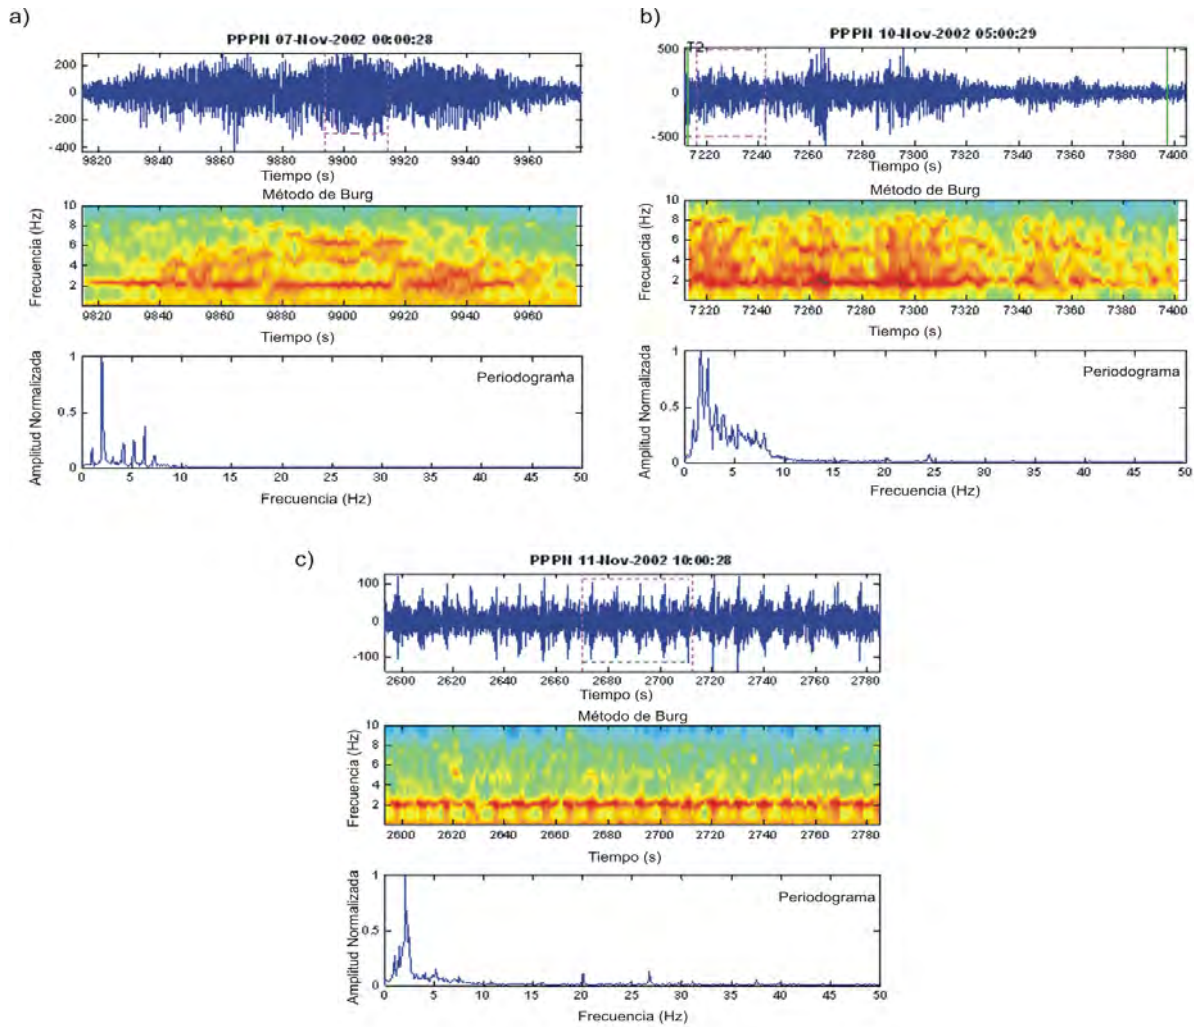 a)
PPPN 07-Nov-2002 00:00:28
200
0
-200
-400
9820 9840 9860 9880 9900 9920 9940 9960
Tiempo (s)
Método de Burg
Frecuencia (Hz)
10
8
6
4
2
9820 9840 9860 9880 9900 9920 9940 9960
Tiempo (s)
Amplitud Normalizada
1
0.5
0
Periodograma
0 5 10 15 20 25 30 35 40 45 50
Frecuencia (Hz)
b)
PPPN 10-Nov-2002 05:00:29
T2
500
0
-500
7220 7240 7260 7280 7300 7320 7340 7360 7380 7400
Tiempo (s)
Método de Burg
Frecuencia (Hz)
10
8
6
4
2
7220 7240 7260 7280 7300 7320 7340 7360 7380 7400
Tiempo (s)
Amplitud Normalizada
1
0.5
0
Periodograma
0 5 10 15 20 25 30 35 40 45 50
Frecuencia (Hz)
c)
PPPN 11-Nov-2002 10:00:28
100
0
-100
2600 2620 2640 2660 2680 2700 2720 2740 2760 2780
Tiempo (s)
Método de Burg
Frecuencia (Hz)
10
8
6
4
2
2600 2620 2640 2660 2680 2700 2720 2740 2760 2780
Tiempo (s)
Amplitud Normalizada
1
0.5
0
Periodograma
0 5 10 15 20 25 30 35 40 45 50
Frecuencia (Hz)